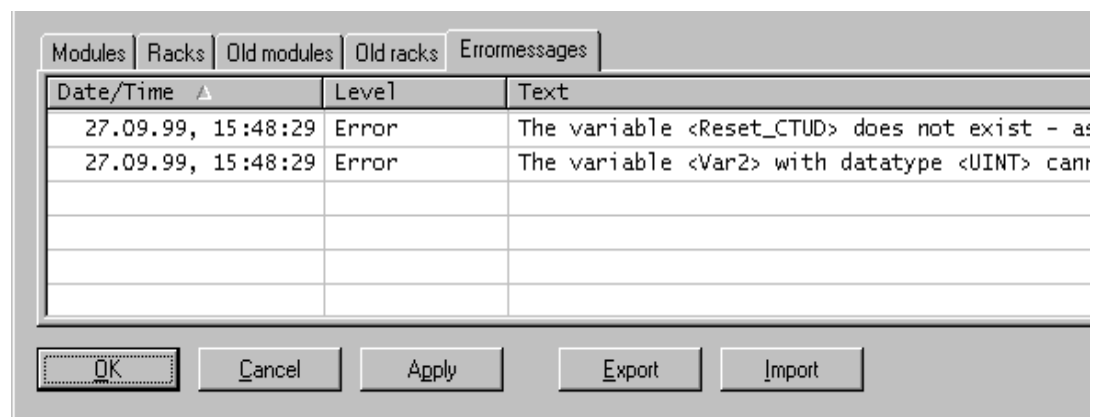 Modules Racks Old modules Old racks Errormessages
Date/Time Level Text
27.09.99, 15:48:29 Error The variable <Reset_CTUD> does not exist - as
27.09.99, 15:48:29 Error The variable <Var2> with datatype <UINT> cann
OK Cancel Apply Export Import